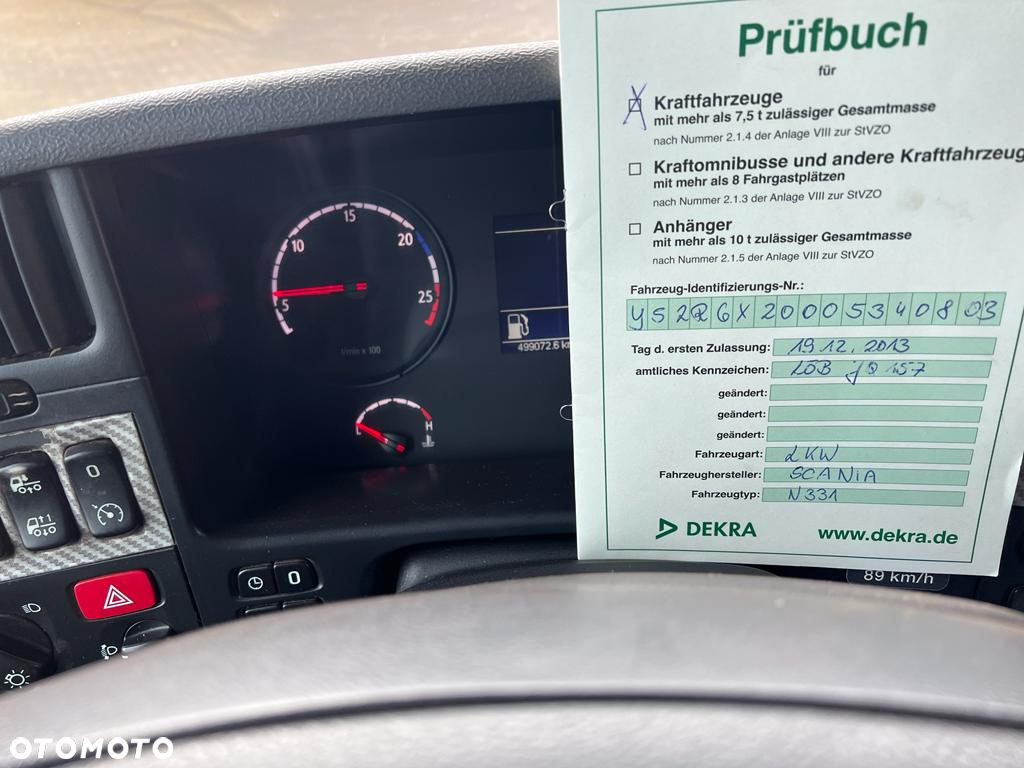 Prüfbuch
für
Kraftfahrzeuge
mit mehr als 7,5 t zulässiger Gesamtmasse
nach Nummer 2.1.4 der Anlage VIII zur StVZO
Kraftomnibusse und andere Kraftfahrzeug
mit mehr als 8 Fahrgastplätzen
nach Nummer 2.1.3 der Anlage VIII zur StVZO
Anhänger
mit mehr als 10 t zulässiger Gesamtmasse
nach Nummer 2.1.5 der Anlage VIII zur StVZO
Fahrzeug-Identifizierungs-Nr.:
YS2R6X20005340803
Tag d. ersten Zulassung: 19.12.2013
amtliches Kennzeichen: LÖB JQ 157
geändert:
geändert:
geändert:
Fahrzeugart: LKW
Fahrzeughersteller: SCANIA
Fahrzeugtyp: N331
DEKRA www.dekra.de
5 10 15 20 25
1/min x 100
499072.6 km
H
0
1
0
89 km/h
OTOMOTO